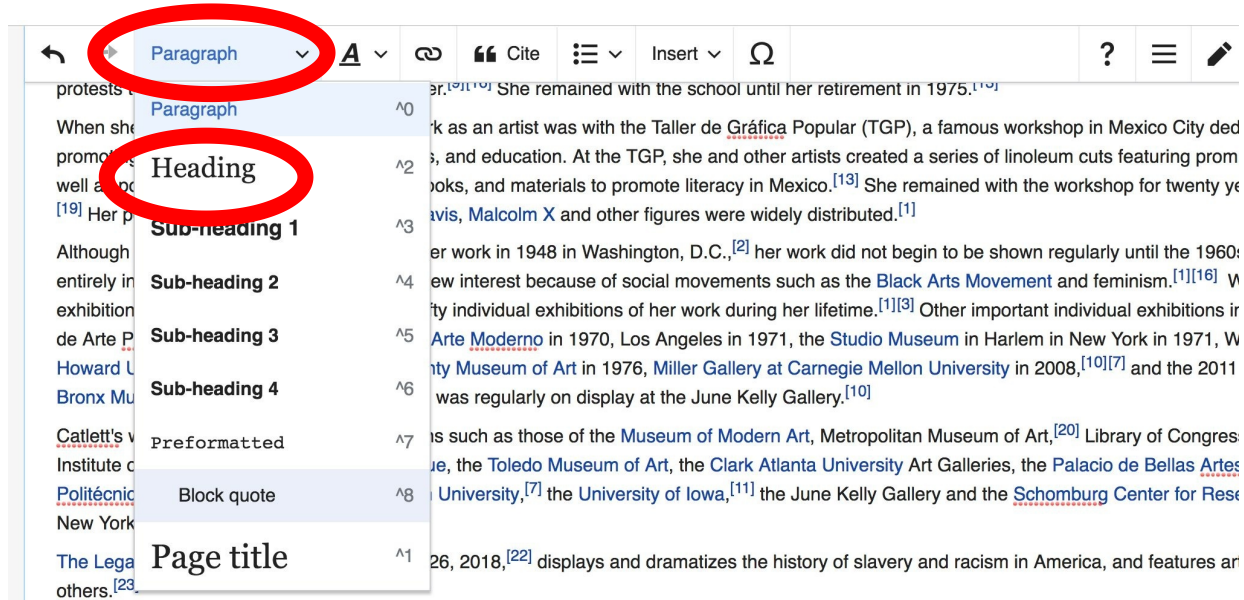 Paragraph A Cite Insert Ω ?
Paragraph ^0
Heading ^2
Sub-heading 1 ^3
Sub-heading 2 ^4
Sub-heading 3 ^5
Sub-heading 4 ^6
Preformatted ^7
Block quote ^8
Page title ^1
protests er.[9][10] She remained with the school until her retirement in 1975.[13]
When she k as an artist was with the Taller de Gráfica Popular (TGP), a famous workshop in Mexico City ded
s, and education. At the TGP, she and other artists created a series of linoleum cuts featuring prom
well a ooks, and materials to promote literacy in Mexico.[13] She remained with the workshop for twenty ye
[19] Her p avis, Malcolm X and other figures were widely distributed.[1]
Although er work in 1948 in Washington, D.C.,[2] her work did not begin to be shown regularly until the 1960s
entirely in ew interest because of social movements such as the Black Arts Movement and feminism.[1][16] W
exhibition fty individual exhibitions of her work during her lifetime.[1][3] Other important individual exhibitions in
de Arte P Arte Moderno in 1970, Los Angeles in 1971, the Studio Museum in Harlem in New York in 1971, W
Howard U nty Museum of Art in 1976, Miller Gallery at Carnegie Mellon University in 2008,[10][7] and the 2011
Bronx Mu was regularly on display at the June Kelly Gallery.[10]
Catlett's w ns such as those of the Museum of Modern Art, Metropolitan Museum of Art,[20] Library of Congress
Institute o ue, the Toledo Museum of Art, the Clark Atlanta University Art Galleries, the Palacio de Bellas Artes
Politécnic University,[7] the University of Iowa,[11] the June Kelly Gallery and the Schomburg Center for Rese
New York
The Lega 26, 2018,[22] displays and dramatizes the history of slavery and racism in America, and features art
others.[23]